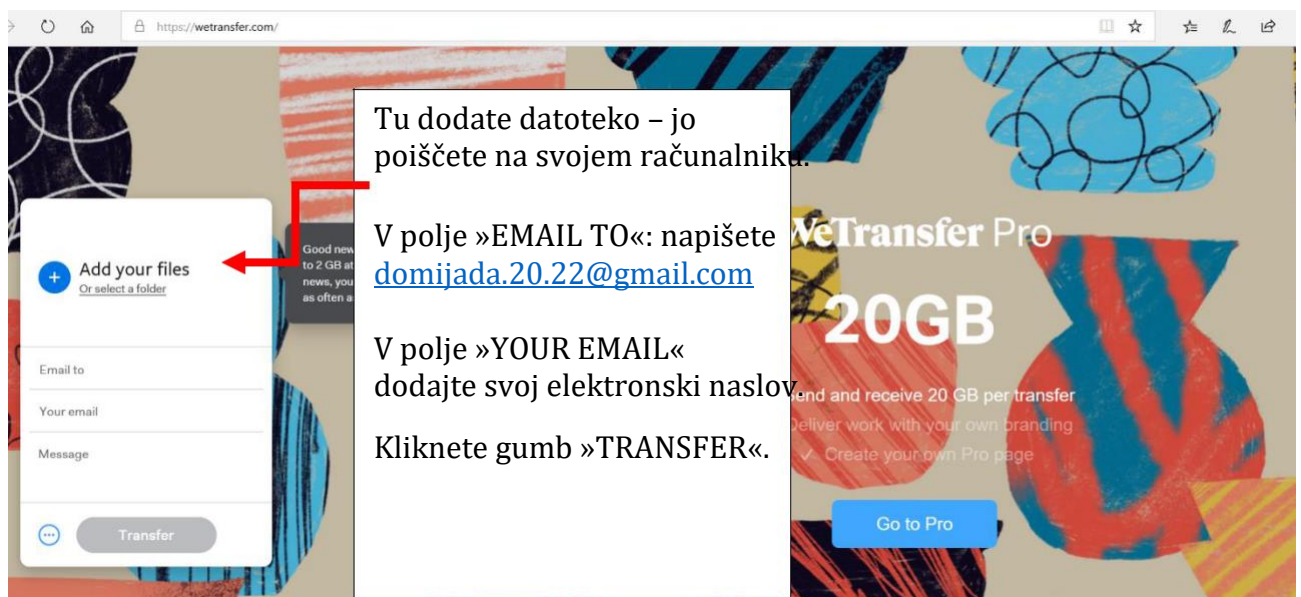 https://wetransfer.com/
Tu dodate datoteko – jo
poiščete na svojem računalniku.
V polje »EMAIL TO«: napišete
domijada.20.22@gmail.com
V polje »YOUR EMAIL«
dodajte svoj elektronski naslov.
Kliknete gumb »TRANSFER«.
Add your files
Or select a folder
Email to
Your email
Message
Transfer
Good
to 2 GB at
news, you
as often a
WeTransfer Pro
20GB
end and receive 20 GB per transfer
Deliver work with your own branding
✓ Create your own Pro page
Go to Pro